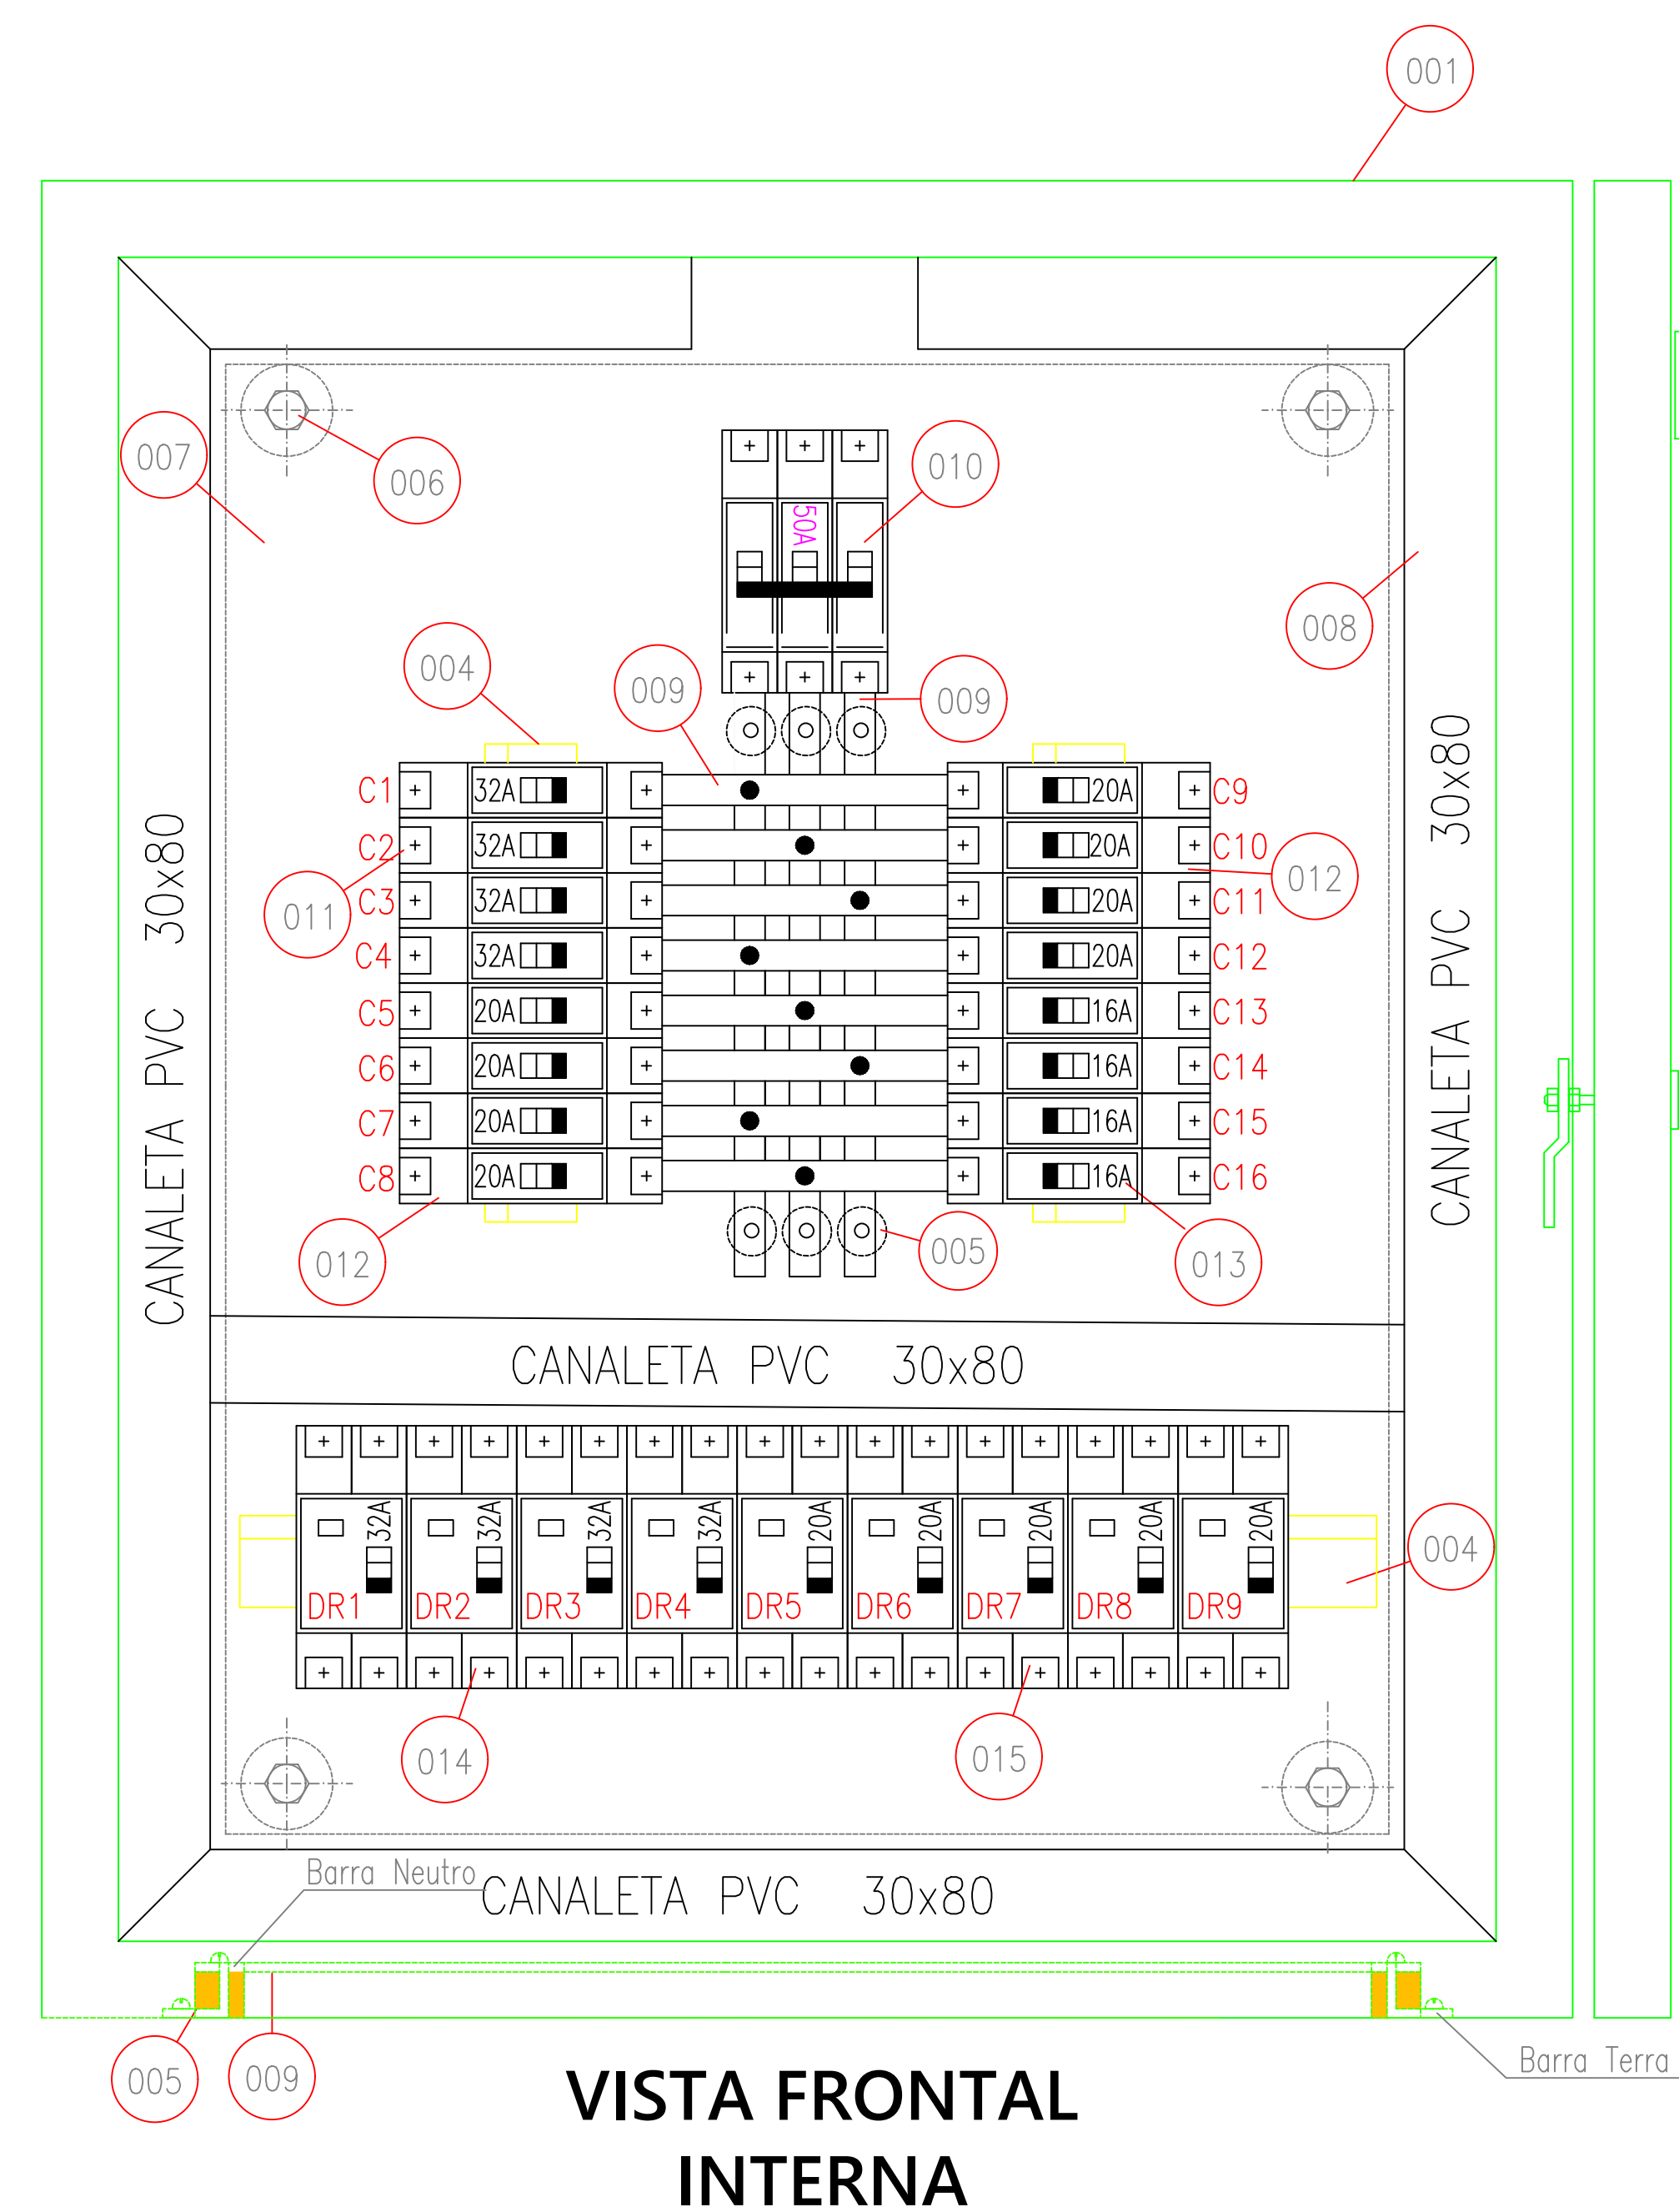 001
007
006
010
50A
008
004
009
009
C1 32A 20A C9
C2 32A 20A C10
011
012
C3 32A 20A C11
C4 32A 20A C12
C5 20A 16A C13
C6 20A 16A C14
C7 20A 16A C15
C8 20A 16A C16
012
005
013
CANALETA PVC 30x80
CANALETA PVC 30x80
CANALETA PVC 30x80
32A 32A 32A 32A 20A 20A 20A 20A 20A
DR1 DR2 DR3 DR4 DR5 DR6 DR7 DR8 DR9
004
014
015
Barra Neutro
CANALETA PVC 30x80
005
009
Barra Terra
VISTA FRONTAL
INTERNA